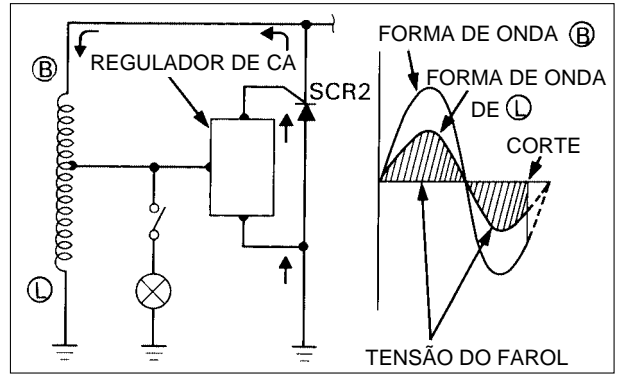 FORMA DE ONDA Ⓑ
Ⓑ
REGULADOR DE CA
FORMA DE ONDA
DE Ⓛ
SCR2
CORTE
Ⓛ
TENSÃO DO FAROL